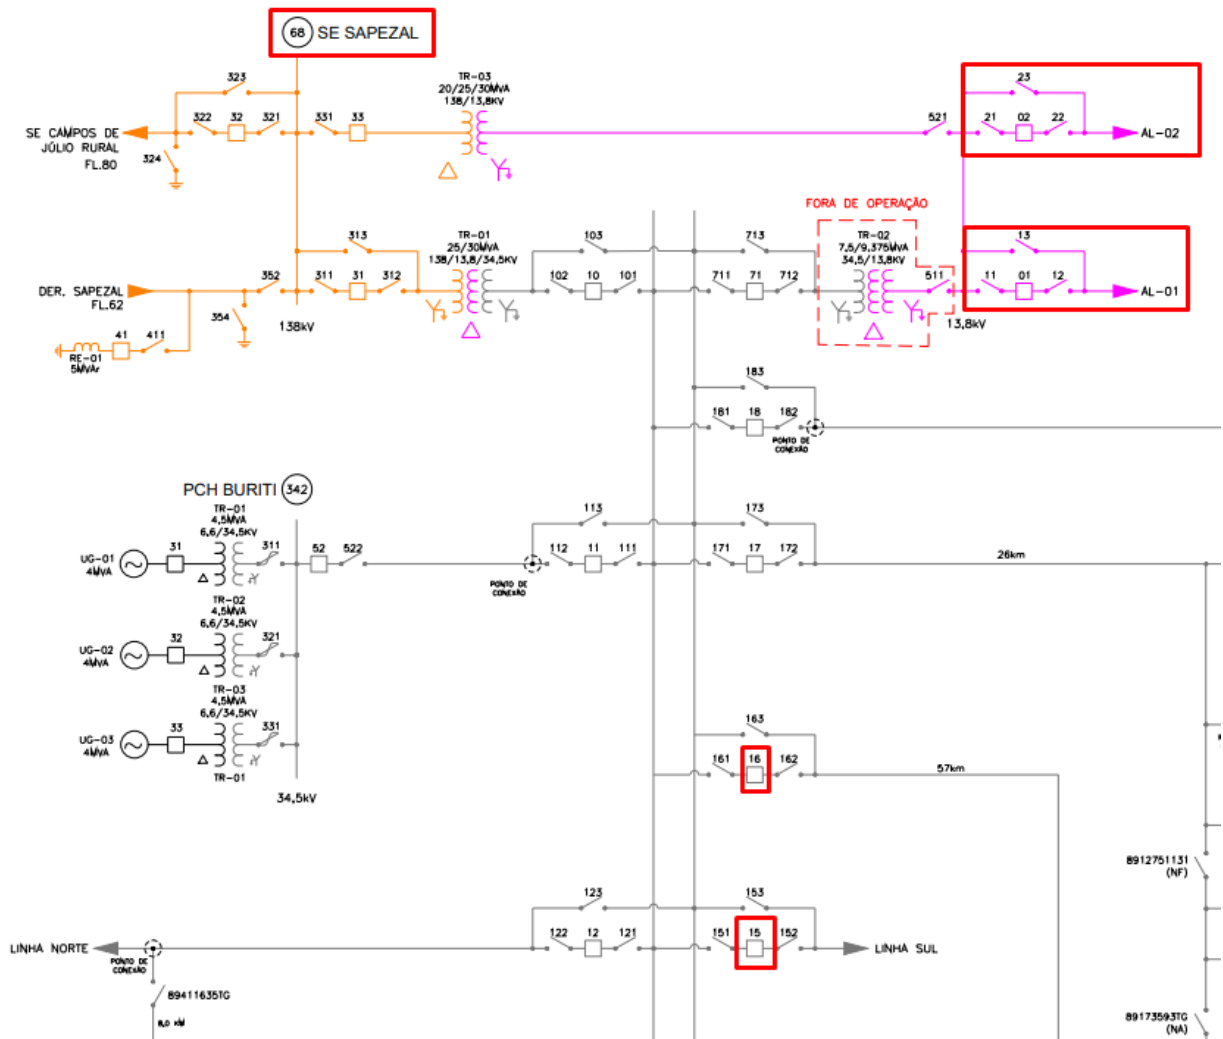 68 SE SAPEZAL
323
322 32 321
331 33
SE CAMPOS DE
JÚLIO RURAL
FL.80
324
TR-03
20/25/30MVA
138/13,8KV
521
23
21 02 22
AL-02
FORA DE OPERAÇÃO
313
352 311 31 312
DER. SAPEZAL
FL.62
354
138kV
41 411
RE-01
5MVAr
TR-01
25/30MVA
138/13,8/34,5KV
103
102 10 101
713
711 71 712
TR-02
7,5/9,375MVA
34,5/13,8KV
511
13,8kV
13
11 01 12
AL-01
183
181 18 182
PONTO DE
CONEXÃO
PCH BURITI 342
TR-01
4,5MVA
6,6/34,5KV
UG-01
4MVA
31
311
52 522
PONTO DE
CONEXÃO
113
112 11 111
173
171 17 172
26km
TR-02
4,5MVA
6,6/34,5KV
UG-02
4MVA
32
321
TR-03
4,5MVA
6,6/34,5KV
UG-03
4MVA
33
331
TR-01
34,5kV
163
161 16 162
57km
8912751131
(NF)
123
122 12 121
153
151 15 152
LINHA NORTE
LINHA SUL
PONTO DE
CONEXÃO
89411635TG
8,0 KM
89173593TG
(NA)